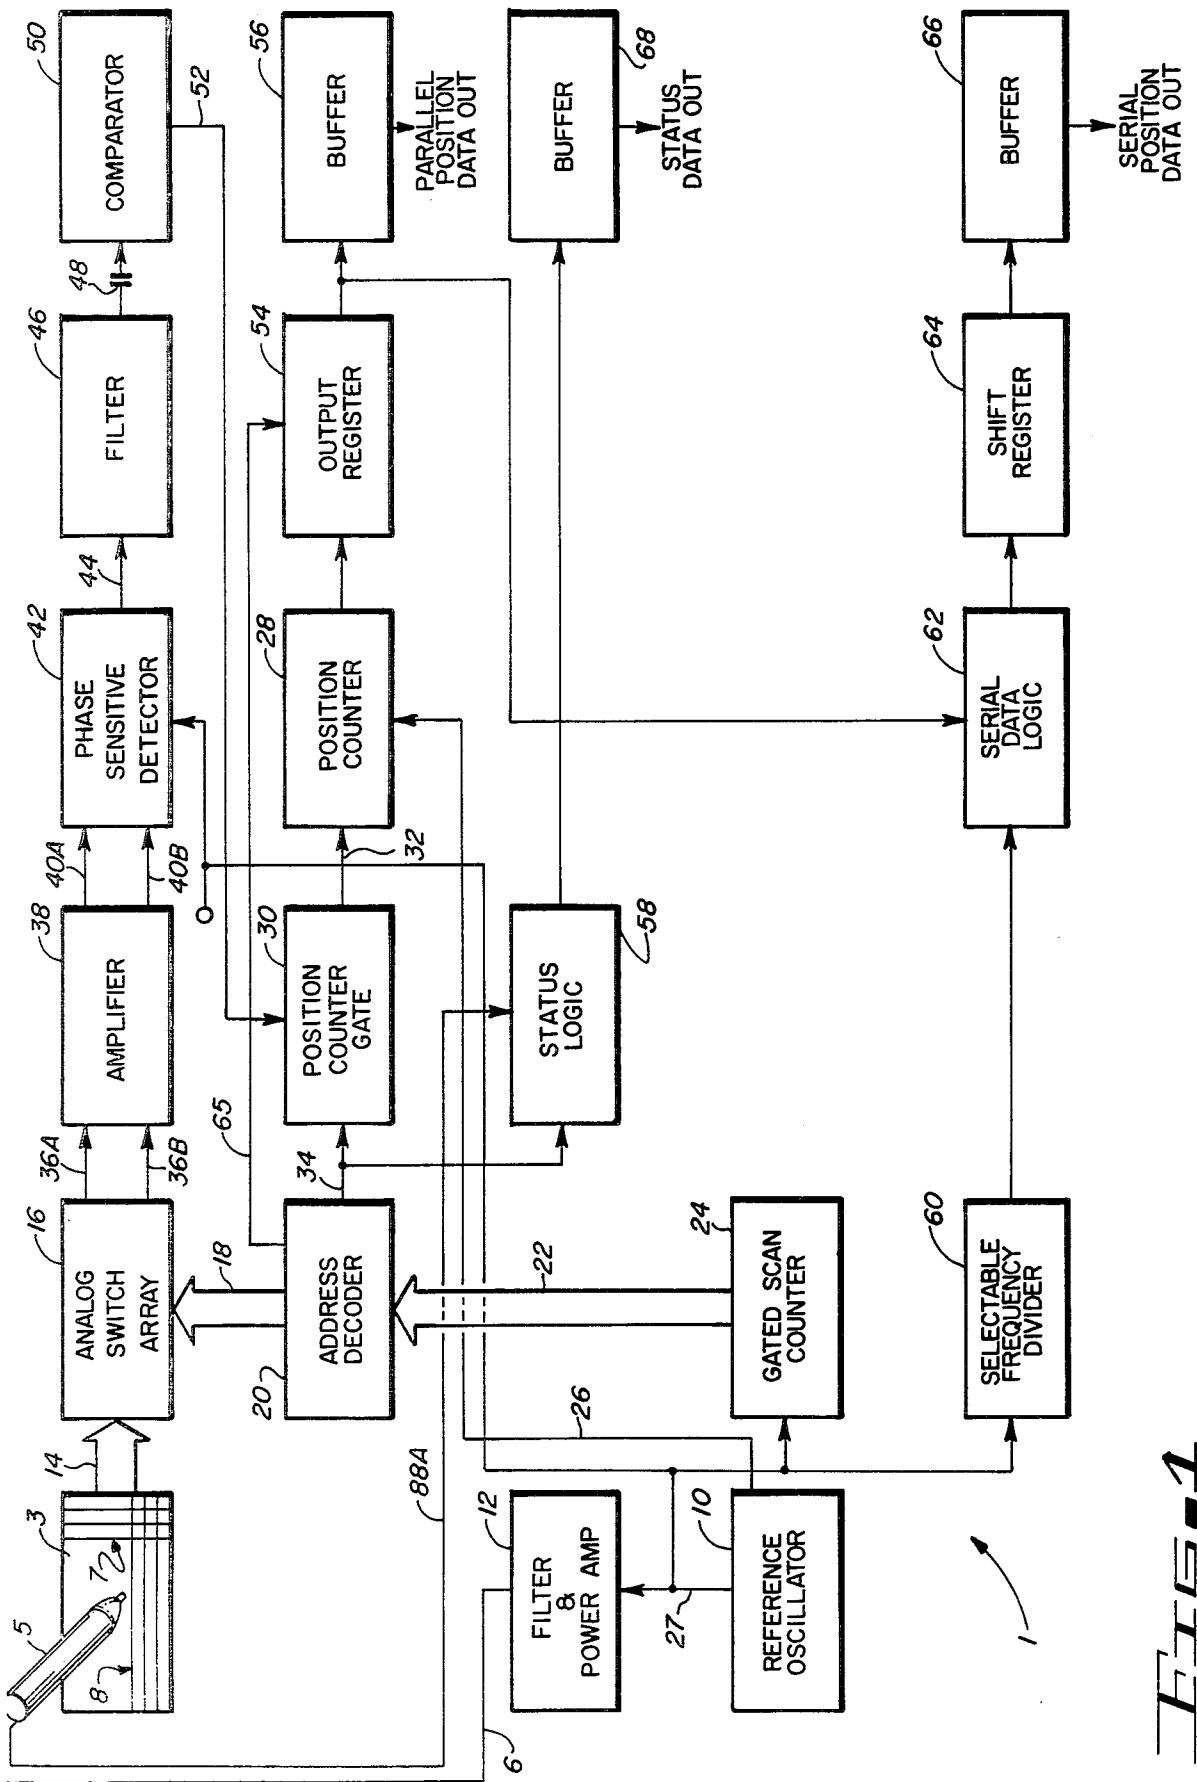 5
3
14
7
8
ANALOG
SWITCH
ARRAY
16
36A
36B
AMPLIFIER
38
40A
40B
PHASE
SENSITIVE
DETECTOR
42
44
FILTER
46
48
COMPARATOR
50
52
18
65
ADDRESS
DECODER
20
34
POSITION
COUNTER
GATE
30
32
POSITION
COUNTER
28
OUTPUT
REGISTER
54
BUFFER
56
PARALLEL
POSITION
DATA OUT
88A
6
FILTER
&
POWER AMP
12
22
STATUS
LOGIC
58
BUFFER
68
STATUS
DATA OUT
27
REFERENCE
OSCILLATOR
10
26
GATED SCAN
COUNTER
24
SELECTABLE
FREQUENCY
DIVIDER
60
SERIAL
DATA
LOGIC
62
SHIFT
REGISTER
64
BUFFER
66
SERIAL
POSITION
DATA OUT
1
FIG.1